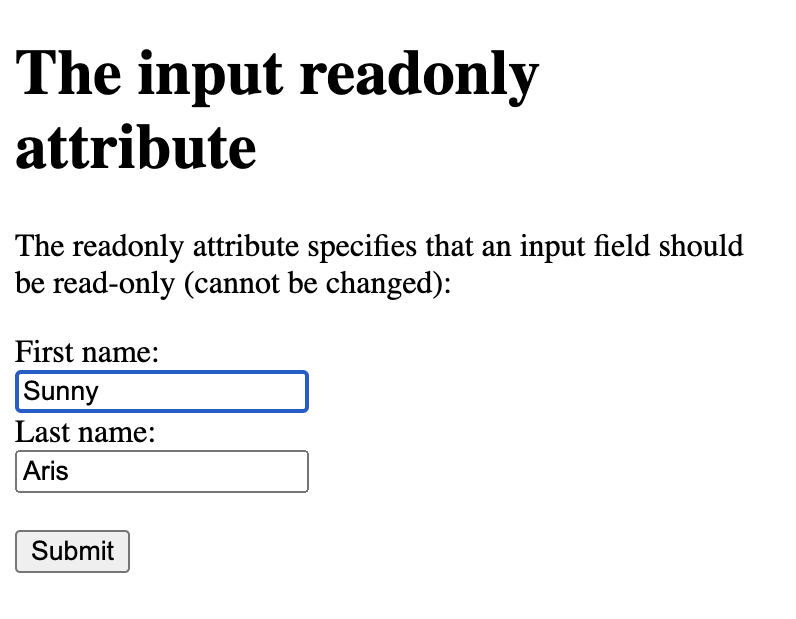 The input readonly
attribute
The readonly attribute specifies that an input field should
be read-only (cannot be changed):
First name:
Sunny
Last name:
Aris
Submit